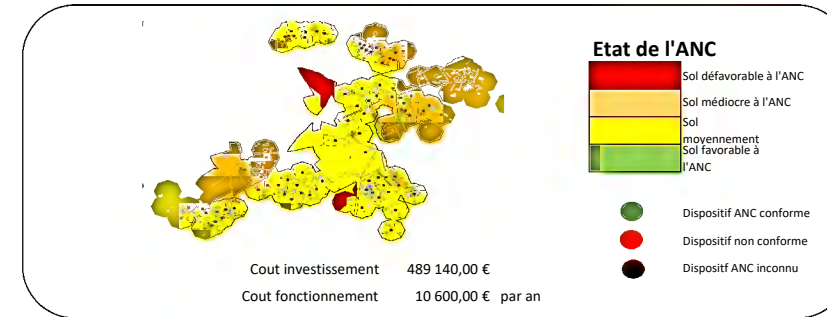 Etat de l'ANC
Sol défavorable à l'ANC
Sol médiocre à l'ANC
Sol
moyennement
Sol favorable à
l'ANC
Dispositif ANC conforme
Dispositif non conforme
Dispositf ANC inconnu
Cout investissement 489 140,00 €
Cout fonctionnement 10 600,00 € par an